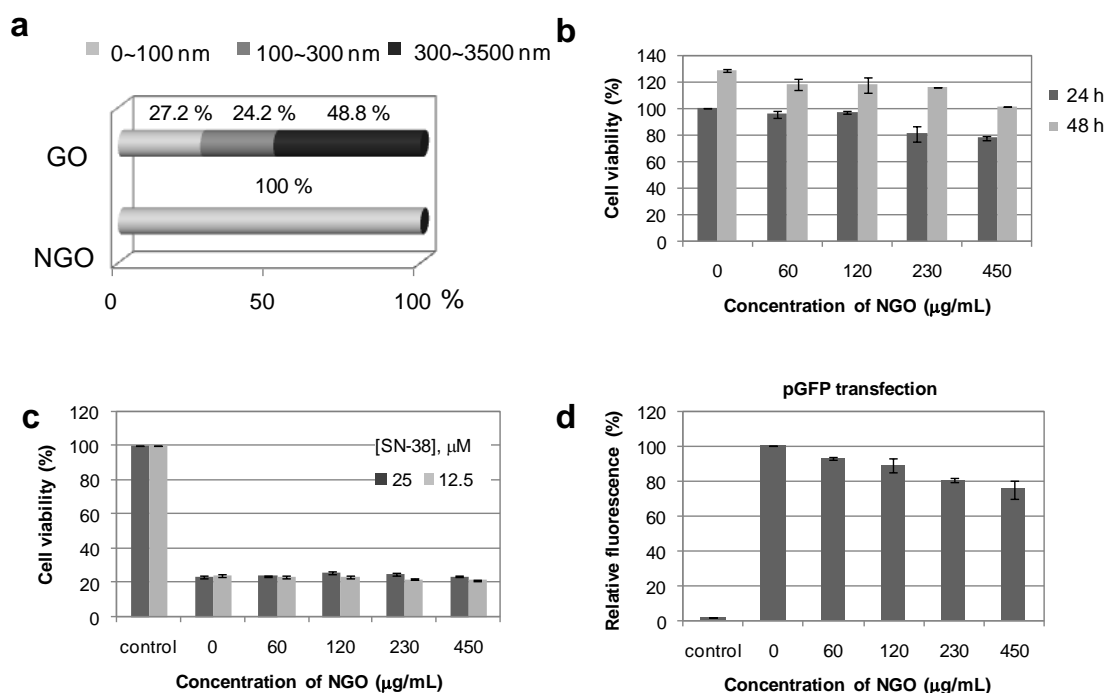 a
0~100 nm 100~300 nm 300~3500 nm
27.2 % 24.2 % 48.8 %
GO
100 %
NGO
0 50 100 %
b
140
120
100
80
60
40
20
0
Cell viability (%)
24 h
48 h
0 60 120 230 450
Concentration of NGO (μg/mL)
c
120
100
80
60
40
20
0
Cell viability (%)
[SN-38], μM
25 12.5
control 0 60 120 230 450
Concentration of NGO (μg/mL)
d
pGFP transfection
120
100
80
60
40
20
0
Relative fluorescence (%)
control 0 60 120 230 450
Concentration of NGO (μg/mL)